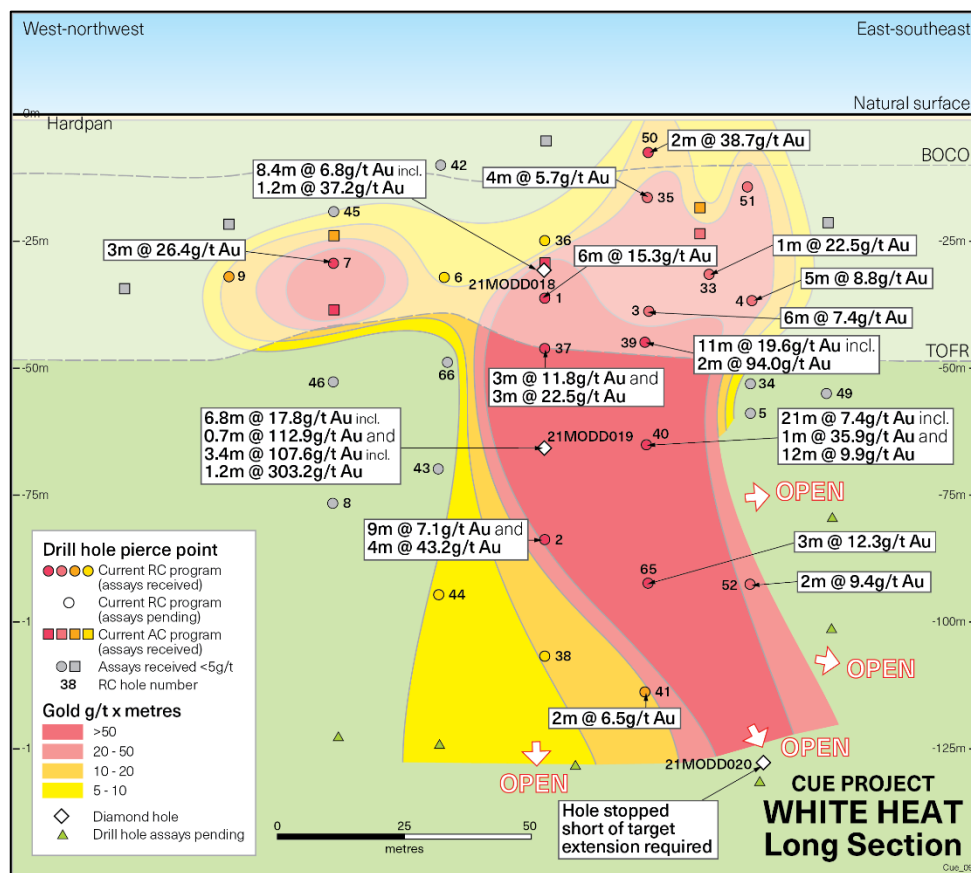 West-northwest
East-southeast
0m
Natural surface
Hardpan
BOCO
50
2m @ 38.7g/t Au
42
8.4m @ 6.8g/t Au incl.
1.2m @ 37.2g/t Au
4m @ 5.7g/t Au
35
51
45
-25m
-25m
3m @ 26.4g/t Au
7
36
6m @ 15.3g/t Au
1m @ 22.5g/t Au
9
6
21MODD018
1
33
5m @ 8.8g/t Au
4
3
6m @ 7.4g/t Au
39
11m @ 19.6g/t Au incl.
2m @ 94.0g/t Au
37
TOFR
-50m
-50m
66
46
3m @ 11.8g/t Au and
3m @ 22.5g/t Au
34
49
5
6.8m @ 17.8g/t Au incl.
0.7m @ 112.9g/t Au and
3.4m @ 107.6g/t Au incl.
1.2m @ 303.2g/t Au
21MODD019
40
21m @ 7.4g/t Au incl.
1m @ 35.9g/t Au and
12m @ 9.9g/t Au
43
OPEN
-75m
-75m
8
9m @ 7.1g/t Au and
4m @ 43.2g/t Au
2
3m @ 12.3g/t Au
65
52
2m @ 9.4g/t Au
44
-100m
38
OPEN
41
2m @ 6.5g/t Au
OPEN
-125m
21MODD020
OPEN
Hole stopped
short of target
extension required
Drill hole pierce point
Current RC program
(assays received)
Current RC program
(assays pending)
Current AC program
(assays received)
Assays received <5g/t
38 RC hole number
Gold g/t x metres
>50
20 - 50
10 - 20
5 - 10
Diamond hole
Drill hole assays pending
0 25 50
metres
CUE PROJECT
WHITE HEAT
Long Section